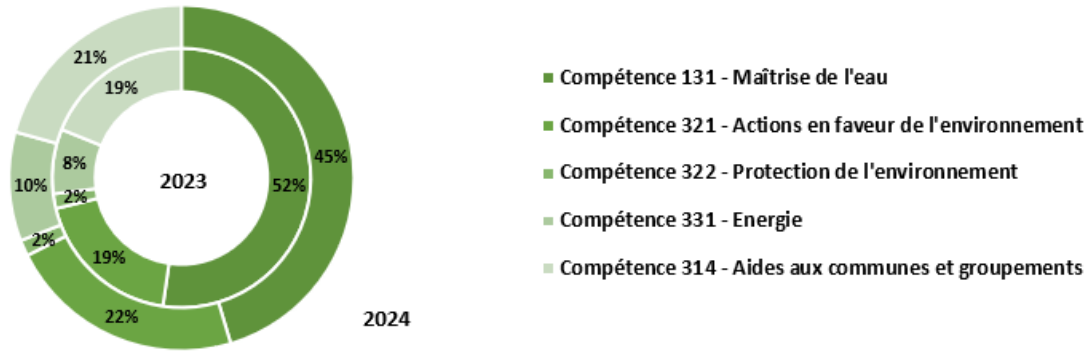 21%
19%
45%
8%
2023
52%
10%
2%
2%
19%
22%
2024
Compétence 131 - Maîtrise de l'eau
Compétence 321 - Actions en faveur de l'environnement
Compétence 322 - Protection de l'environnement
Compétence 331 - Energie
Compétence 314 - Aides aux communes et groupements